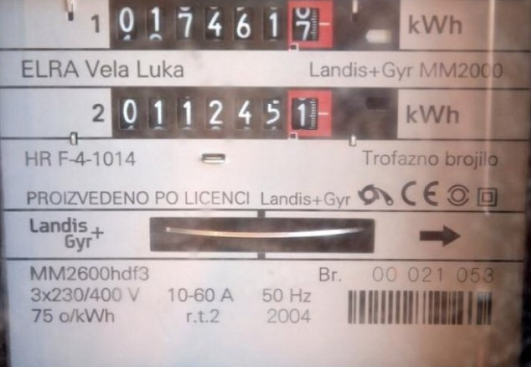 1 0174617 kWh
ELRA Vela Luka Landis+Gyr MM2000
2 0112451 kWh
HR F-4-1014 Trofazno brojilo
PROIZVEDENO PO LICENCI Landis+Gyr CE
Landis+
Gyr
MM2600hdf3 Br. 00 021 053
3x230/400 V 10-60 A 50 Hz
75 o/kWh r.t.2 2004